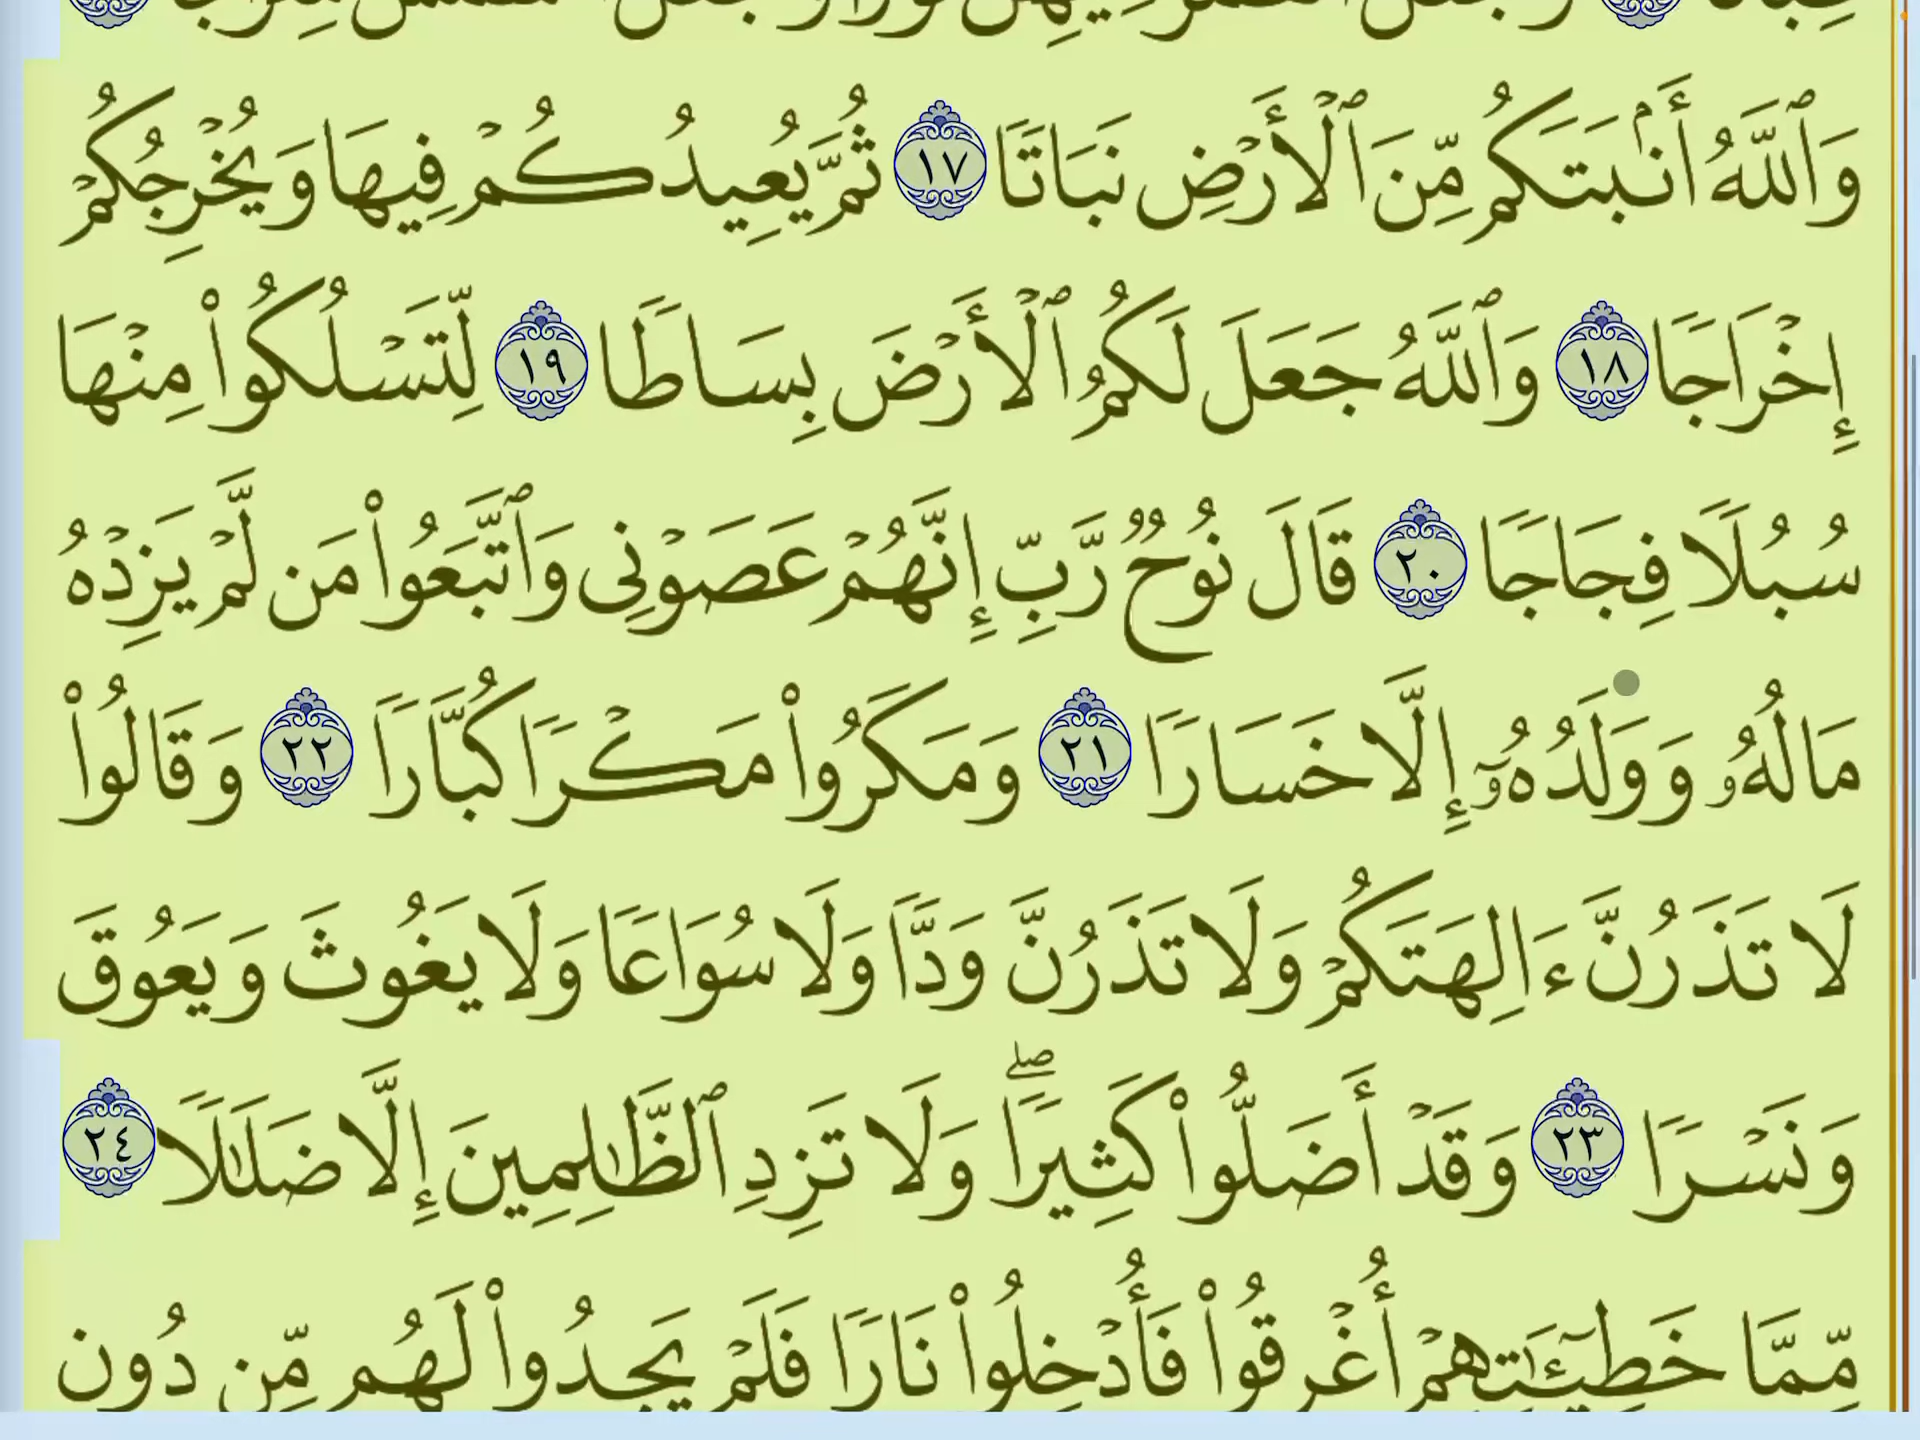 وَٱللَّهُ أَنۢبَتَكُم مِّنَ ٱلۡأَرۡضِ نَبَاتٗا ١٧ ثُمَّ يُعِيدُكُمۡ فِيهَا وَيُخۡرِجُكُمۡ
إِخۡرَاجٗا ١٨ وَٱللَّهُ جَعَلَ لَكُمُ ٱلۡأَرۡضَ بِسَاطٗا ١٩ لِّتَسۡلُكُواْ مِنۡهَا
سُبُلٗا فِجَاجٗا ٢٠ قَالَ نُوحٞ رَّبِّ إِنَّهُمۡ عَصَوۡنِي وَٱتَّبَعُواْ مَن لَّمۡ يَزِدۡهُ
مَالُهُۥ وَوَلَدُهُۥٓ إِلَّا خَسَارٗا ٢١ وَمَكَرُواْ مَكۡرٗا كُبَّارٗا ٢٢ وَقَالُواْ
لَا تَذَرُنَّ ءَالِهَتَكُمۡ وَلَا تَذَرُنَّ وَدّٗا وَلَا سُوَاعٗا وَلَا يَغُوثَ وَيَعُوقَ
وَنَسۡرٗا ٢٣ وَقَدۡ أَضَلُّواْ كَثِيرٗاۖ وَلَا تَزِدِ ٱلظَّٰلِمِينَ إِلَّا ضَلَٰلٗا ٢٤
مِّمَّا خَطِيٓـَٰٔتِهِمۡ أُغۡرِقُواْ فَأُدۡخِلُواْ نَارٗا فَلَمۡ يَجِدُواْ لَهُم مِّن دُونِ